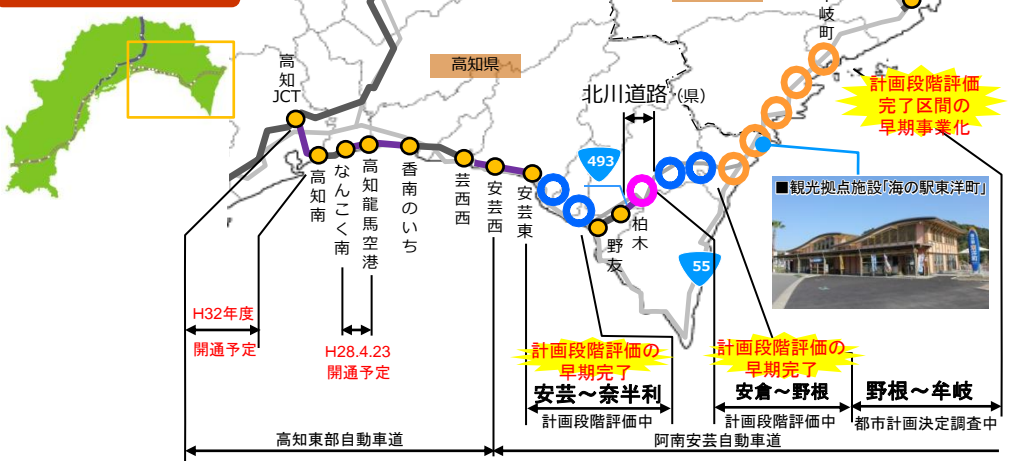 岐
町
高知県
高知
JCT
北川道路（県）
計画段階評価
完了区間の
早期事業化
493
■観光拠点施設「海の駅東洋町」
高知南
なんこく南
高知龍馬空港
香南のいち
芸西西
安芸西
安芸東
野友
柏木
55
H32年度
開通予定
H28.4.23
開通予定
計画段階評価の
早期完了
安芸～奈半利
計画段階評価中
計画段階評価の
早期完了
安倉～野根
計画段階評価中
野根～牟岐
都市計画決定調査中
高知東部自動車道
阿南安芸自動車道